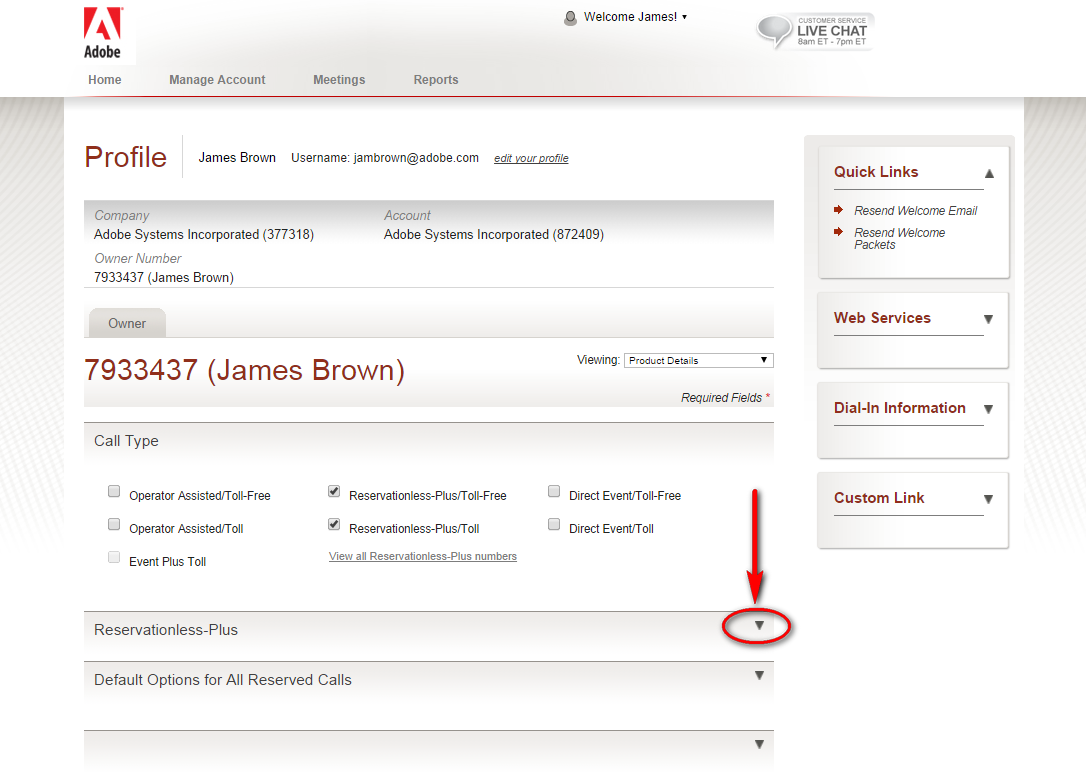 Adobe
Welcome James!
CUSTOMER SERVICE
LIVE CHAT
8am ET - 7pm ET
Home Manage Account Meetings Reports
Profile James Brown Username: jambrown@adobe.com edit your profile
Company Account
Adobe Systems Incorporated (377318) Adobe Systems Incorporated (872409)
Owner Number
7933437 (James Brown)
Owner
7933437 (James Brown)
Viewing: Product Details
Required Fields *
Call Type
Operator Assisted/Toll-Free Reservationless-Plus/Toll-Free Direct Event/Toll-Free
Operator Assisted/Toll Reservationless-Plus/Toll Direct Event/Toll
Event Plus Toll View all Reservationless-Plus numbers
Reservationless-Plus
Default Options for All Reserved Calls
Quick Links
Resend Welcome Email
Resend Welcome
Packets
Web Services
Dial-In Information
Custom Link